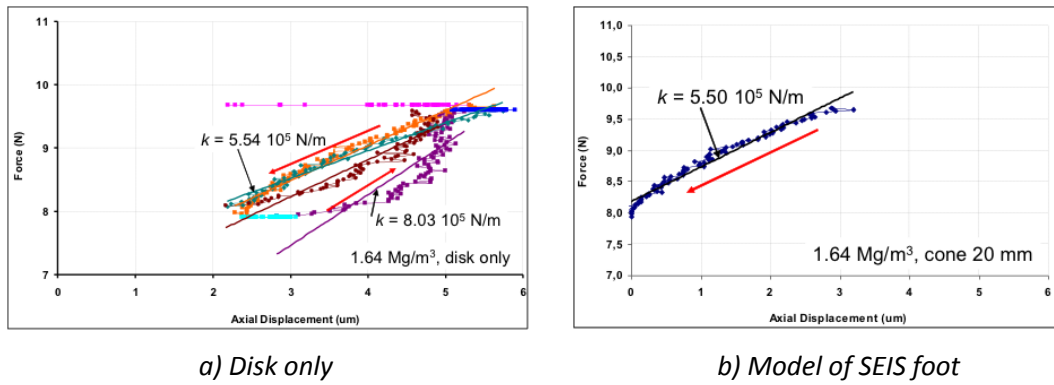 11
10
9
8
7
0 1 2 3 4 5 6
Force (N)
Axial Displacement (um)
k = 5.54 10⁵ N/m
k = 8.03 10⁵ N/m
1.64 Mg/m³, disk only
a) Disk only
11,0
10,5
10,0
9,5
9,0
8,5
8,0
7,5
7,0
0 1 2 3 4 5 6
Force (N)
Axial Displacement (um)
k = 5.50 10⁵ N/m
1.64 Mg/m³, cone 20 mm
b) Model of SEIS foot